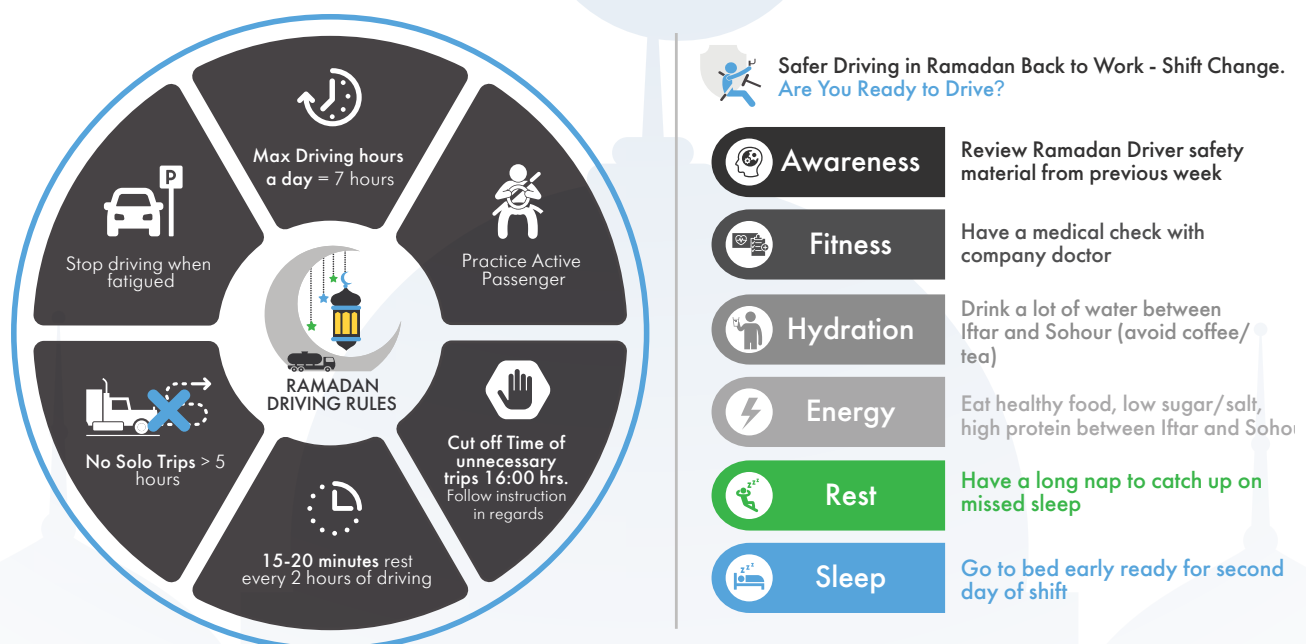 Max Driving hours
a day = 7 hours
P
Stop driving when
fatigued
Practice Active
Passenger
RAMADAN
DRIVING RULES
No Solo Trips > 5
hours
Cut off Time of
unnecessary
trips 16:00 hrs.
Follow instruction
in regards
15-20 minutes rest
every 2 hours of driving
Safer Driving in Ramadan Back to Work - Shift Change.
Are You Ready to Drive?
Awareness
Review Ramadan Driver safety
material from previous week
Fitness
Have a medical check with
company doctor
Hydration
Drink a lot of water between
Iftar and Sohour (avoid coffee/
tea)
Energy
Eat healthy food, low sugar/salt,
high protein between Iftar and Sohou
Rest
Have a long nap to catch up on
missed sleep
Sleep
Go to bed early ready for second
day of shift
zzz
zzz